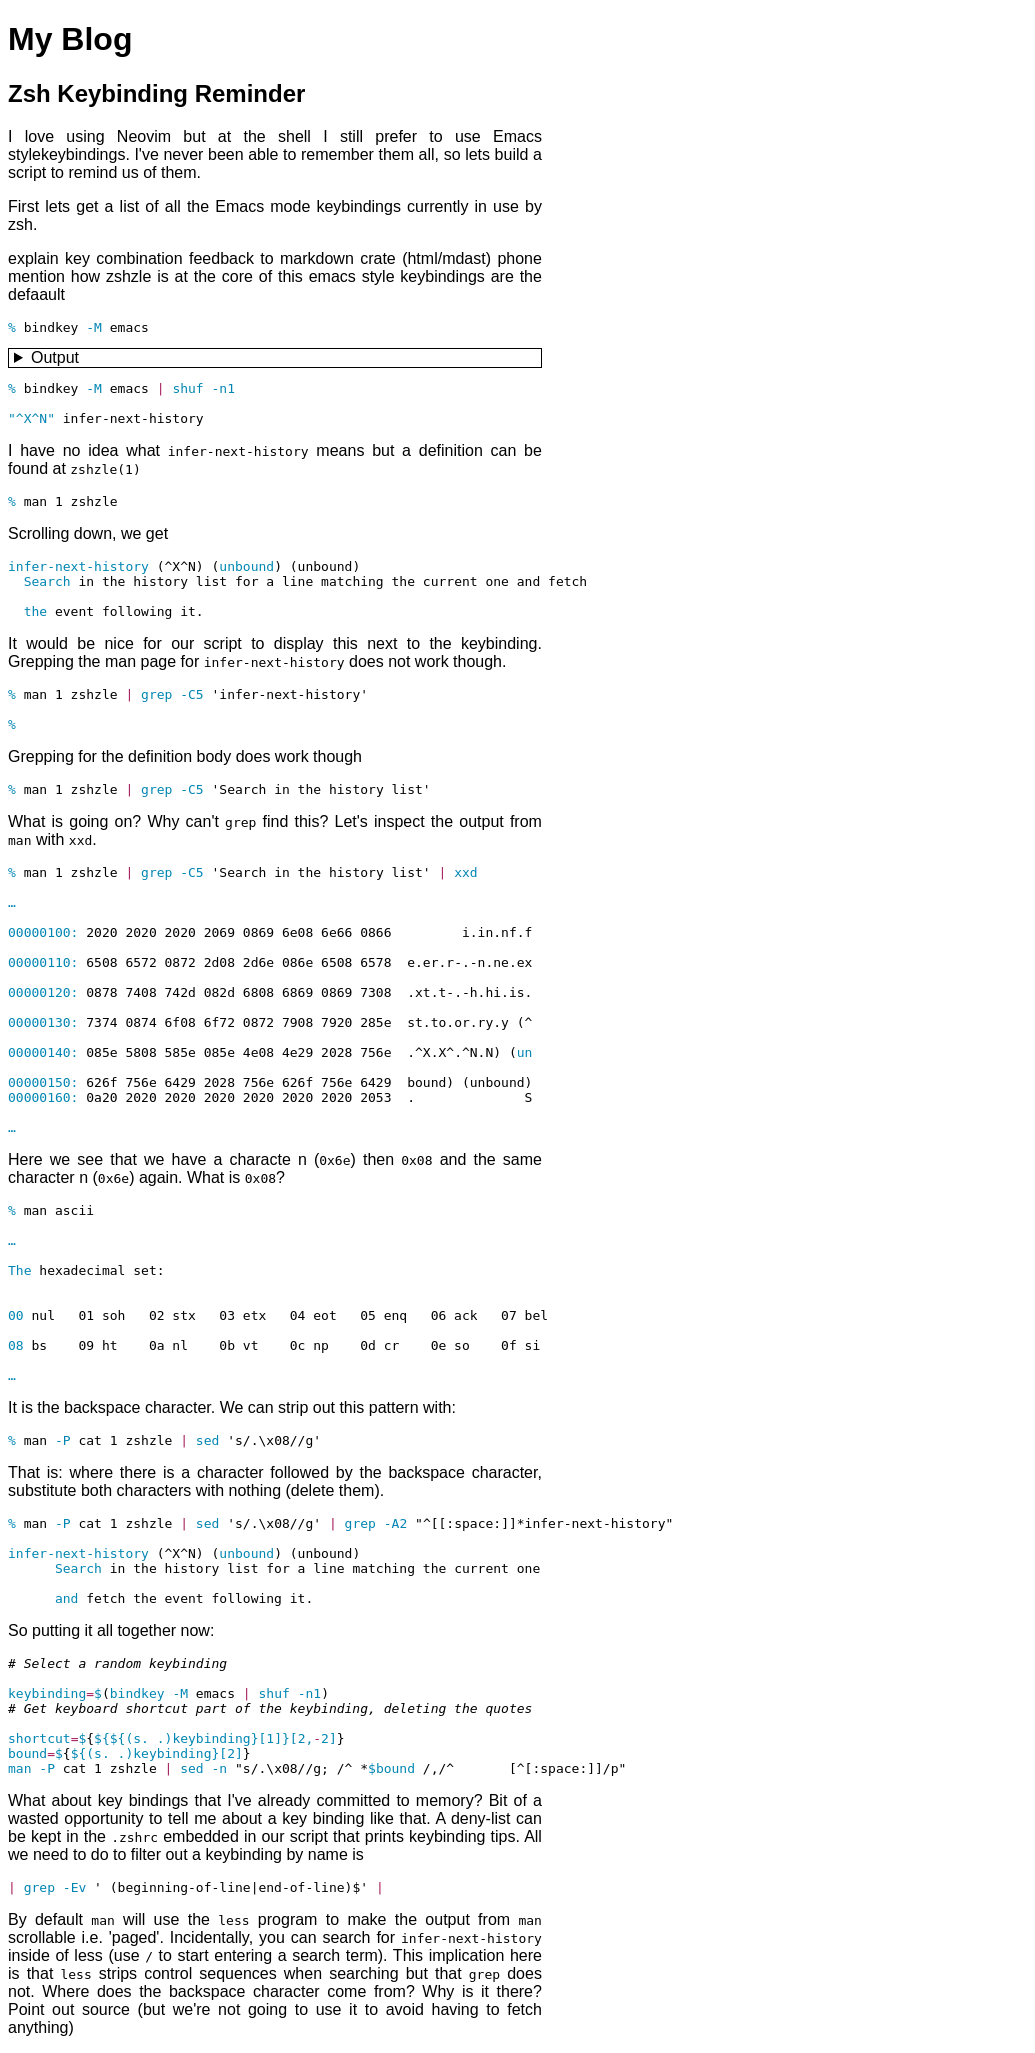 My Blog
Zsh Keybinding Reminder
I love using Neovim but at the shell I still prefer to use Emacs
stylekeybindings. I've never been able to remember them all, so lets build a
script to remind us of them.
First lets get a list of all the Emacs mode keybindings currently in use by
zsh.
explain key combination feedback to markdown crate (html/mdast) phone
mention how zshzle is at the core of this emacs style keybindings are the
defaault
% bindkey -M emacs
▶ Output
% bindkey -M emacs | shuf -n1
"^X^N" infer-next-history
I have no idea what infer-next-history means but a definition can be
found at zshzle(1)
% man 1 zshzle
Scrolling down, we get
infer-next-history (^X^N) (unbound) (unbound)
  Search in the history list for a line matching the current one and fetch
  the event following it.
It would be nice for our script to display this next to the keybinding.
Grepping the man page for infer-next-history does not work though.
% man 1 zshzle | grep -C5 'infer-next-history'
%
Grepping for the definition body does work though
% man 1 zshzle | grep -C5 'Search in the history list'
What is going on? Why can't grep find this? Let's inspect the output from
man with xxd.
% man 1 zshzle | grep -C5 'Search in the history list' | xxd
…
00000100: 2020 2020 2020 2069 0869 6e08 6e66 0866         i.in.nf.f
00000110: 6508 6572 0872 2d08 2d6e 086e 6508 6578  e.er.r-.-n.ne.ex
00000120: 0878 7408 742d 082d 6808 6869 0869 7308  .xt.t-.-h.hi.is.
00000130: 7374 0874 6f08 6f72 0872 7908 7920 285e  st.to.or.ry.y (^
00000140: 085e 5808 585e 085e 4e08 4e29 2028 756e  .^X.X^.^N.N) (un
00000150: 626f 756e 6429 2028 756e 626f 756e 6429  bound) (unbound)
00000160: 0a20 2020 2020 2020 2020 2020 2020 2053  .              S
…
Here we see that we have a characte n (0x6e) then 0x08 and the same
character n (0x6e) again. What is 0x08?
% man ascii
…
The hexadecimal set:
00 nul   01 soh   02 stx   03 etx   04 eot   05 enq   06 ack   07 bel
08 bs    09 ht    0a nl    0b vt    0c np    0d cr    0e so    0f si
…
It is the backspace character. We can strip out this pattern with:
% man -P cat 1 zshzle | sed 's/.\x08//g'
That is: where there is a character followed by the backspace character,
substitute both characters with nothing (delete them).
% man -P cat 1 zshzle | sed 's/.\x08//g' | grep -A2 "^[[:space:]]*infer-next-history"
infer-next-history (^X^N) (unbound) (unbound)
      Search in the history list for a line matching the current one
      and fetch the event following it.
So putting it all together now:
# Select a random keybinding
keybinding=$(bindkey -M emacs | shuf -n1)
# Get keyboard shortcut part of the keybinding, deleting the quotes
shortcut=${${${(s. .)keybinding}[1]}[2,-2]}
bound=${${(s. .)keybinding}[2]}
man -P cat 1 zshzle | sed -n "s/.\x08//g; /^ *$bound /,/^       [^[:space:]]/p"
What about key bindings that I've already committed to memory? Bit of a
wasted opportunity to tell me about a key binding like that. A deny-list can
be kept in the .zshrc embedded in our script that prints keybinding tips. All
we need to do to filter out a keybinding by name is
| grep -Ev ' (beginning-of-line|end-of-line)$' |
By default man will use the less program to make the output from man
scrollable i.e. 'paged'. Incidentally, you can search for infer-next-history
inside of less (use / to start entering a search term). This implication here
is that less strips control sequences when searching but that grep does
not. Where does the backspace character come from? Why is it there?
Point out source (but we're not going to use it to avoid having to fetch
anything)